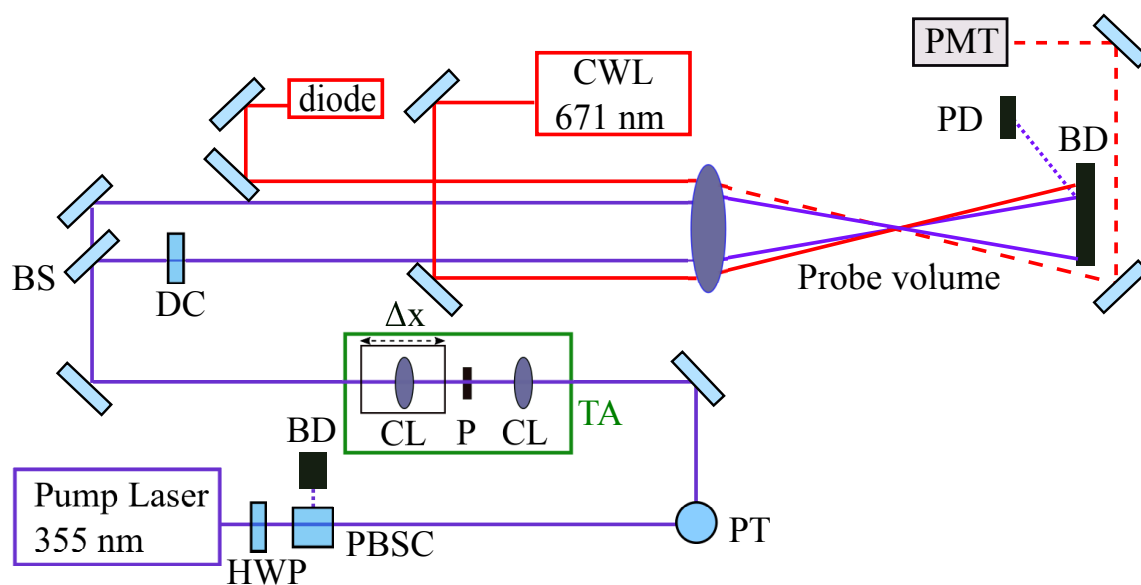 PMT
CWL
671 nm
diode
PD
BD
BS
DC
Probe volume
Δx
CL
P
CL
TA
BD
Pump Laser
355 nm
HWP
PBSC
PT